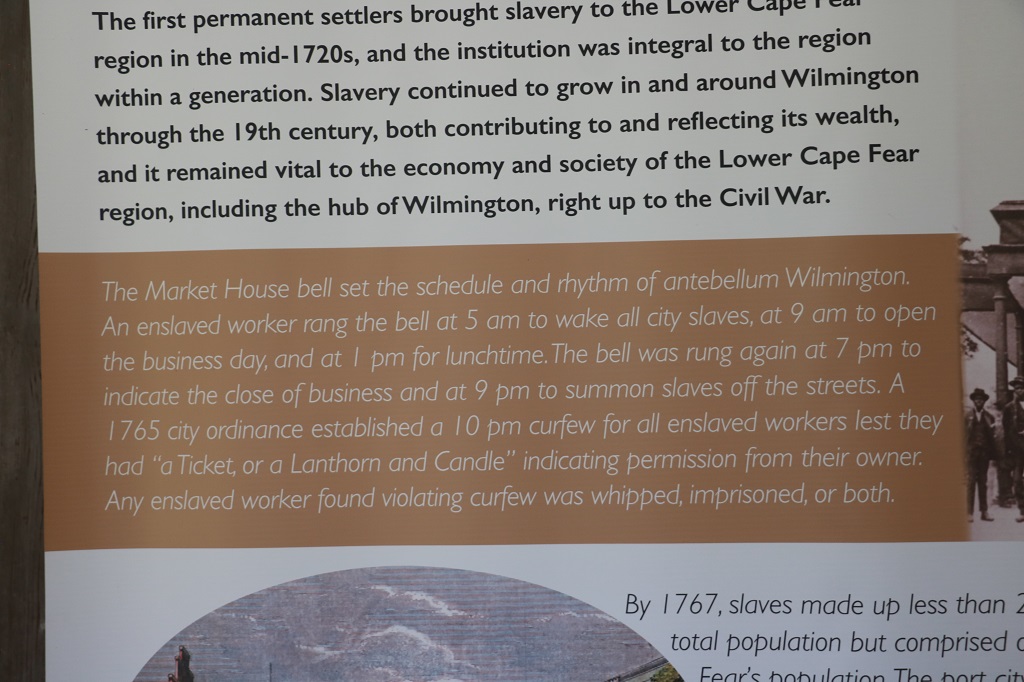 The first permanent settlers brought slavery to the Lower Cape Fear
region in the mid-1720s, and the institution was integral to the region
within a generation. Slavery continued to grow in and around Wilmington
through the 19th century, both contributing to and reflecting its wealth,
and it remained vital to the economy and society of the Lower Cape Fear
region, including the hub of Wilmington, right up to the Civil War.
The Market House bell set the schedule and rhythm of antebellum Wilmington.
An enslaved worker rang the bell at 5 am to wake all city slaves, at 9 am to open
the business day, and at 1 pm for lunchtime. The bell was rung again at 7 pm to
indicate the close of business and at 9 pm to summon slaves off the streets. A
1765 city ordinance established a 10 pm curfew for all enslaved workers lest they
had “a Ticket, or a Lanthorn and Candle” indicating permission from their owner.
Any enslaved worker found violating curfew was whipped, imprisoned, or both.
By 1767, slaves made up less than
total population but comprised
Fear's population. The port city